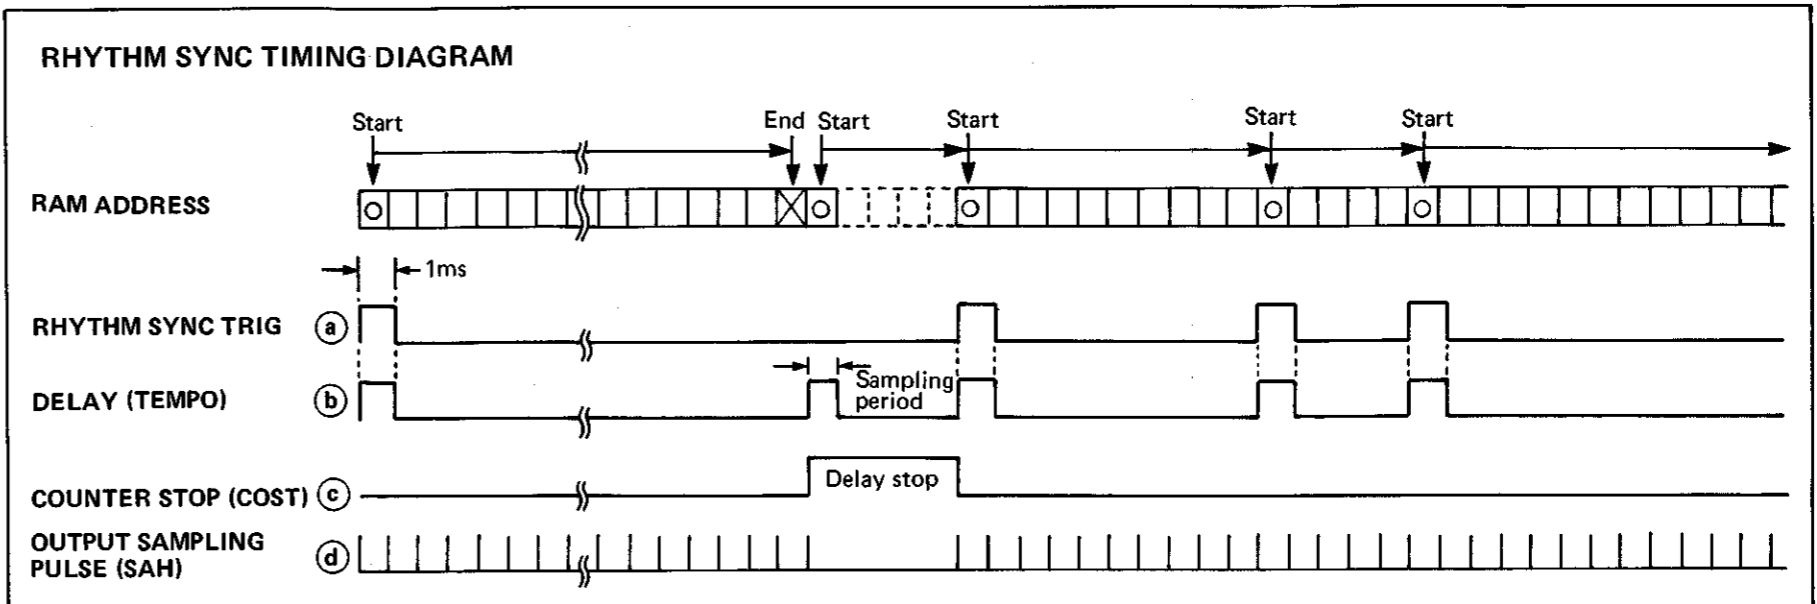 RHYTHM SYNC TIMING DIAGRAM
Start End Start Start Start Start
RAM ADDRESS
1ms
RHYTHM SYNC TRIG a
Sampling
period
DELAY (TEMPO) b
Delay stop
COUNTER STOP (COST) c
OUTPUT SAMPLING
PULSE (SAH) d